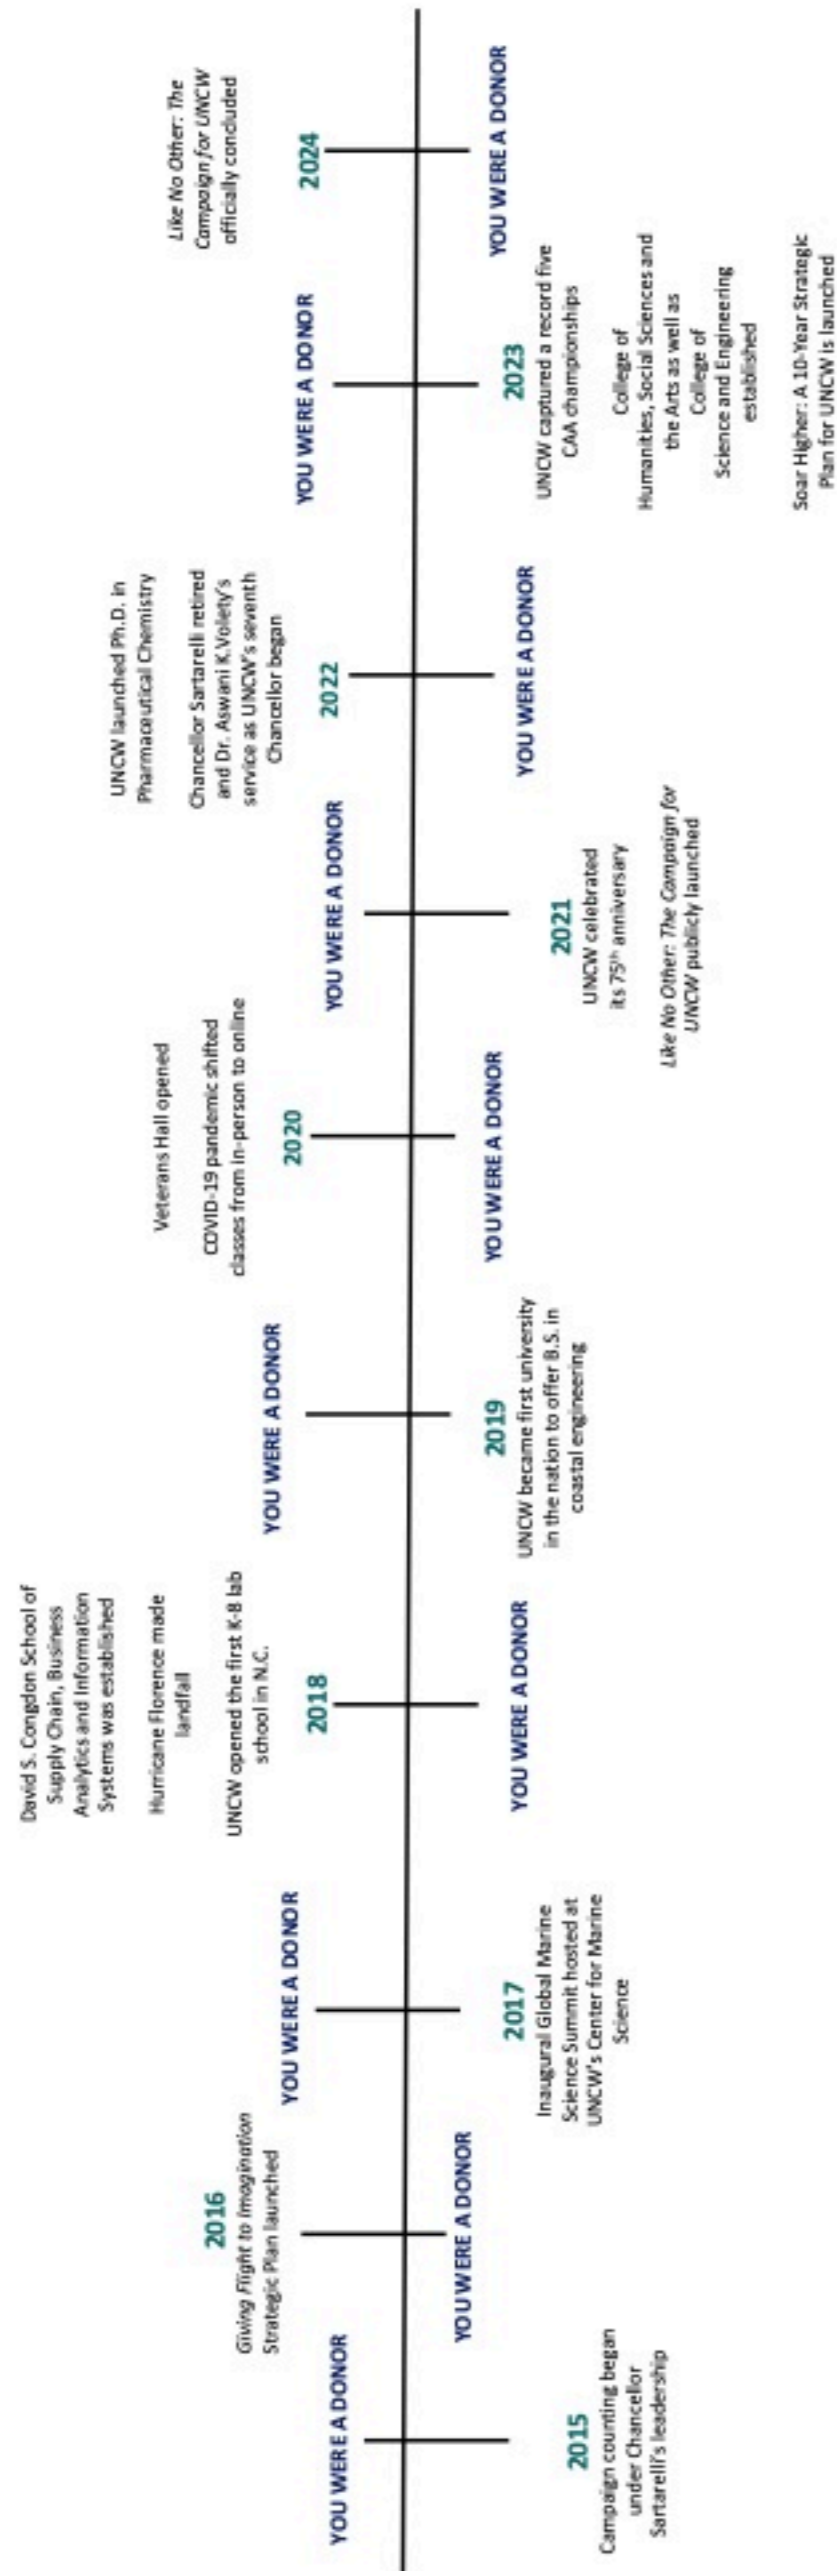 YOU WERE A DONOR
2015
Campaign counting began
under Chancellor
Sartarelli's leadership
2016
Giving Flight to Imagination
Strategic Plan launched
YOU WERE A DONOR
YOU WERE A DONOR
2017
Inaugural Global Marine
Science Summit hosted at
UNCW's Center for Marine
Science
David S. Congdon School of
Supply Chain, Business
Analytics and Information
Systems was established
Hurricane Florence made
landfall
UNCW opened the first K-8 lab
school in N.C.
2018
YOU WERE A DONOR
YOU WERE A DONOR
2019
UNCW became first university
in the nation to offer B.S. in
coastal engineering
Veterans Hall opened
COVID-19 pandemic shifted
classes from in-person to online
2020
YOU WERE A DONOR
YOU WERE A DONOR
2021
UNCW celebrated
its 75th anniversary
Like No Other: The Campaign for
UNCW publicly launched
UNCW launched Ph.D. in
Pharmaceutical Chemistry
Chancellor Sartarelli retired
and Dr. Aswani K.Volety's
service as UNCW's seventh
Chancellor began
2022
YOU WERE A DONOR
YOU WERE A DONOR
2023
UNCW captured a record five
CAA championships
College of
Humanities, Social Sciences and
the Arts as well as
College of
Science and Engineering
established
Soar Higher: A 10-Year Strategic
Plan for UNCW is launched
Like No Other: The
Campaign for UNCW
officially concluded
2024
YOU WERE A DONOR